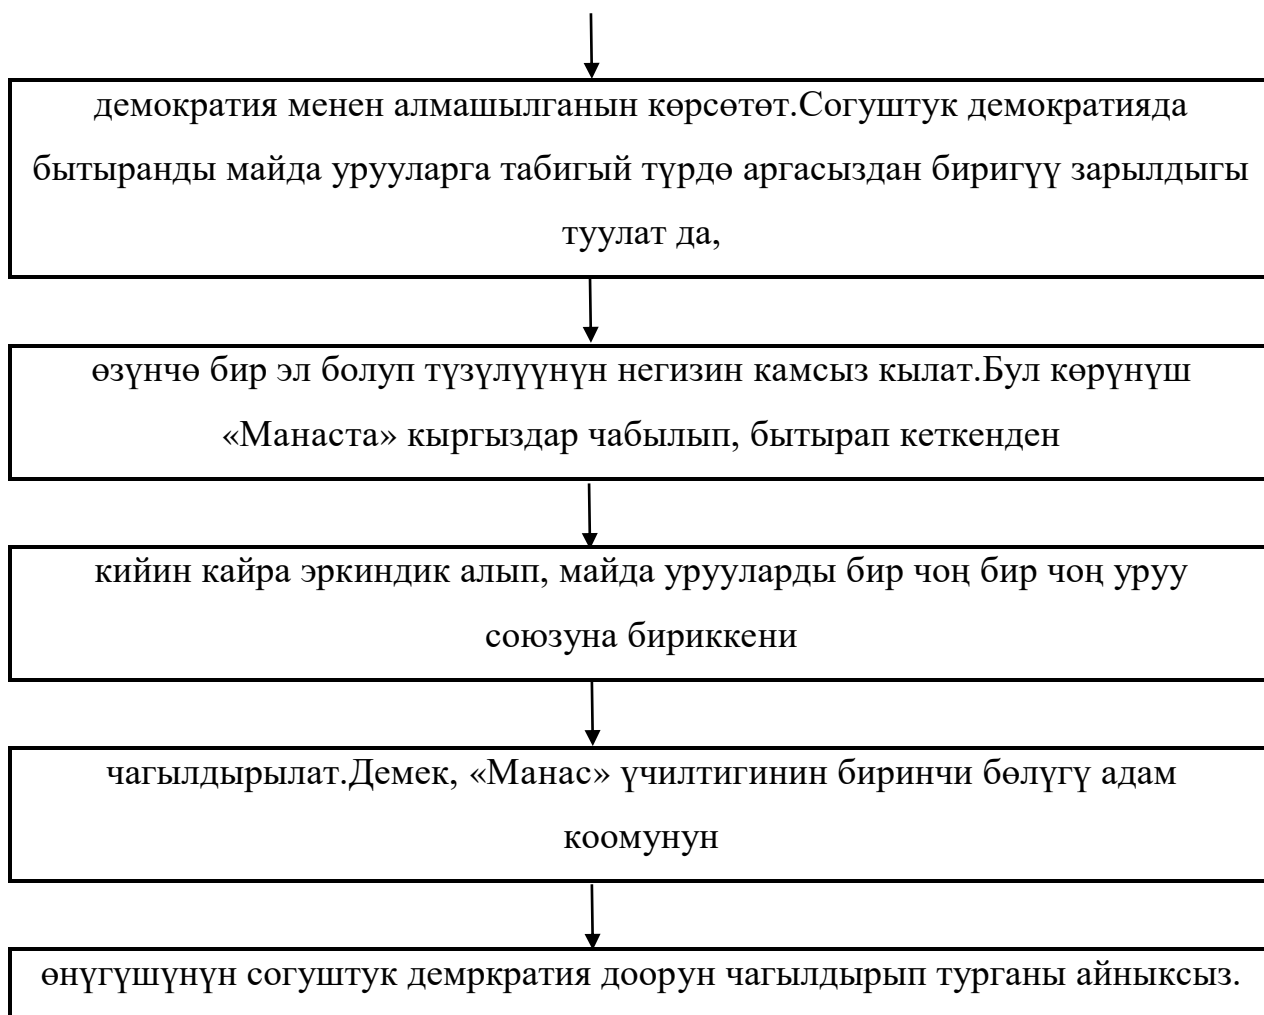 демократия менен алмашылганын көрсөтөт.Согуштук демократияда
бытыранды майда урууларга табигый түрдө аргасыздан биригүү зарылдыгы
туулат да,
өзүнчө бир эл болуп түзүлүүнүн негизин камсыз кылат.Бул көрүнүш
«Манаста» кыргыздар чабылып, бытырап кеткенден
кийин кайра эркиндик алып, майда урууларды бир чоң бир чоң уруу
союзуна бириккени
чагылдырылат.Демек, «Манас» үчилтигинин биринчи бөлүгү адам
коомунун
өнүгүшүнүн согуштук демркратия доорун чагылдырып турганы айныксыз.